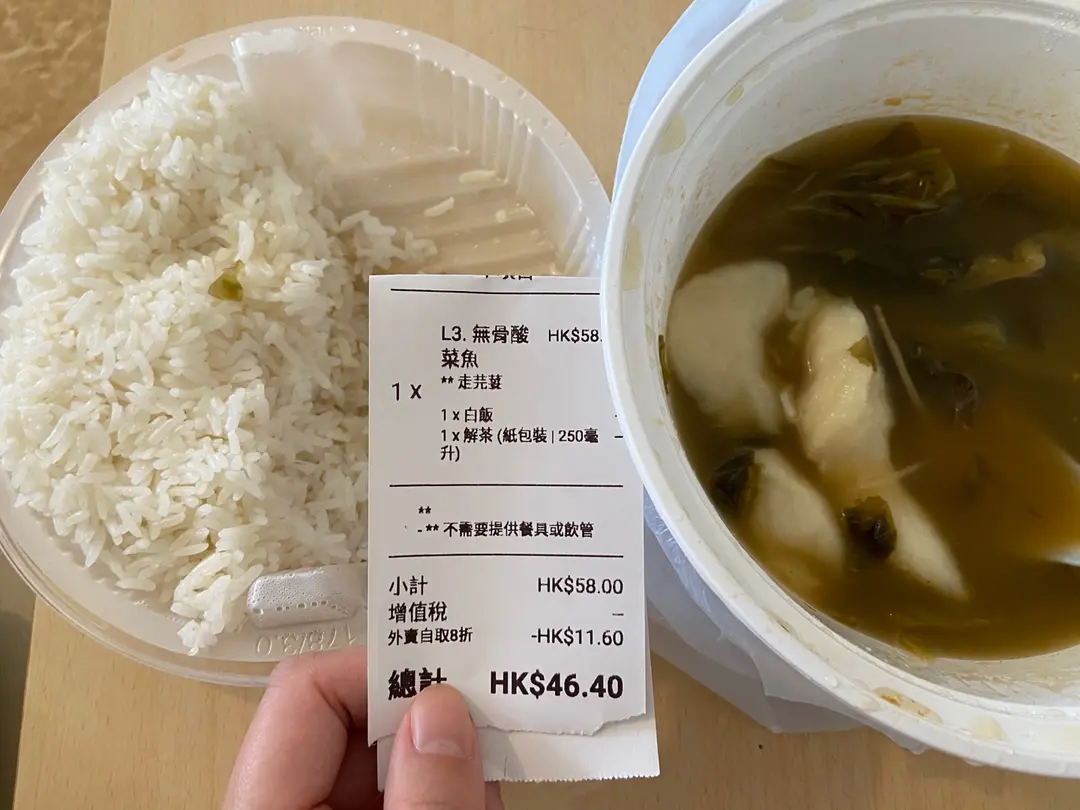 L3. 無骨酸 HK$58.
菜魚
** 走芫荽
1 x
1 x 白飯
1 x 解茶 (紙包裝 | 250毫
升)
**
- ** 不需要提供餐具或飲管
小計 HK$58.00
增值稅 –
外賣自取8折 -HK$11.60
總計 HK$46.40